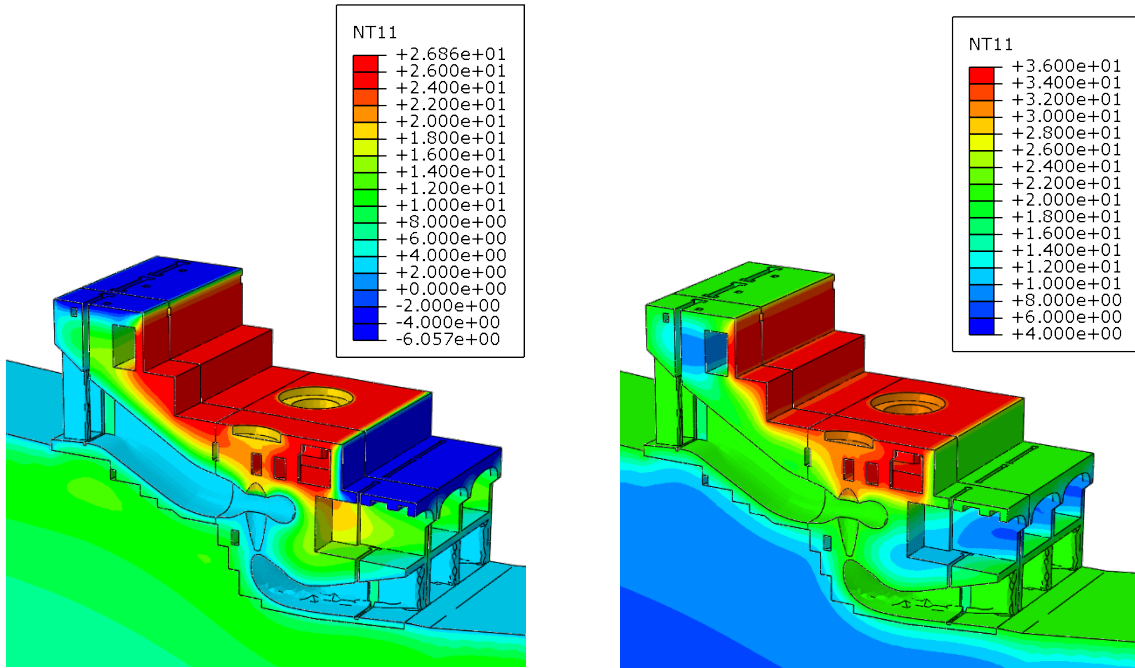 NT11
+2.686e+01
+2.600e+01
+2.400e+01
+2.200e+01
+2.000e+01
+1.800e+01
+1.600e+01
+1.400e+01
+1.200e+01
+1.000e+01
+8.000e+00
+6.000e+00
+4.000e+00
+2.000e+00
+0.000e+00
-2.000e+00
-4.000e+00
-6.057e+00
NT11
+3.600e+01
+3.400e+01
+3.200e+01
+3.000e+01
+2.800e+01
+2.600e+01
+2.400e+01
+2.200e+01
+2.000e+01
+1.800e+01
+1.600e+01
+1.400e+01
+1.200e+01
+1.000e+01
+8.000e+00
+6.000e+00
+4.000e+00